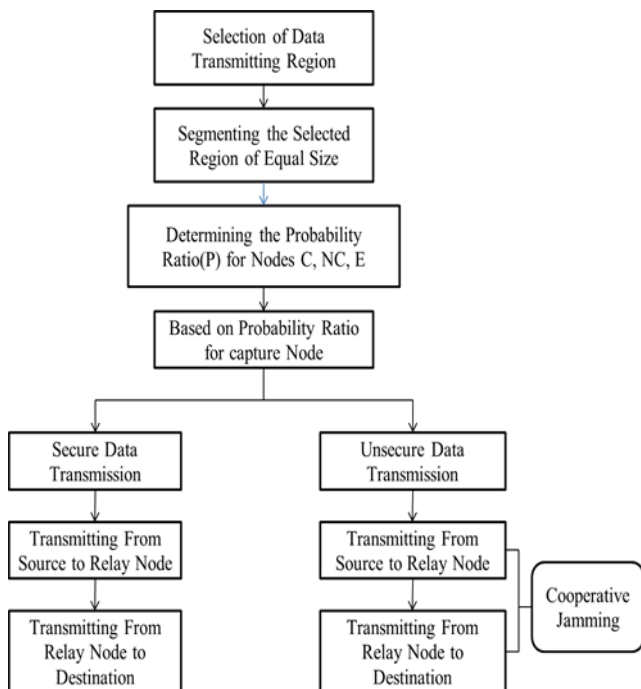 Selection of Data
Transmitting Region
Segmenting the Selected
Region of Equal Size
Determining the Probability
Ratio(P) for Nodes C, NC, E
Based on Probability Ratio
for capture Node
Secure Data
Transmission
Unsecure Data
Transmission
Transmitting From
Source to Relay Node
Transmitting From
Source to Relay Node
Cooperative
Jamming
Transmitting From
Relay Node to
Destination
Transmitting From
Relay Node to
Destination